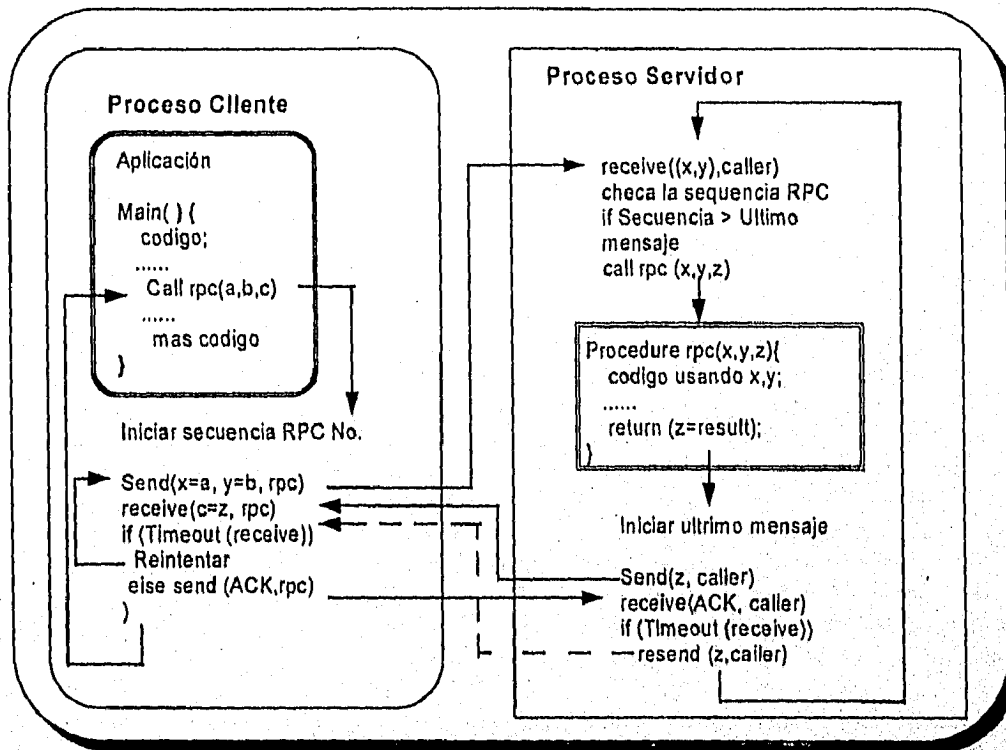 Proceso Cliente
Aplicación
Main( ) {
codigo;
......
Call rpc(a,b,c)
......
mas codigo
}
Iniciar secuencia RPC No.
Send(x=a, y=b, rpc)
receive(c=z, rpc)
if (Timeout (receive))
Reintentar
else send (ACK,rpc)
)
Proceso Servidor
receive((x,y),caller)
checa la sequencia RPC
if Secuencia > Ultimo
mensaje
call rpc (x,y,z)
Procedure rpc(x,y,z){
codigo usando x,y;
......
return (z=result);
}
Iniciar ultrimo mensaje
Send(z, caller)
receive(ACK, caller)
if (Timeout (receive))
resend (z,caller)